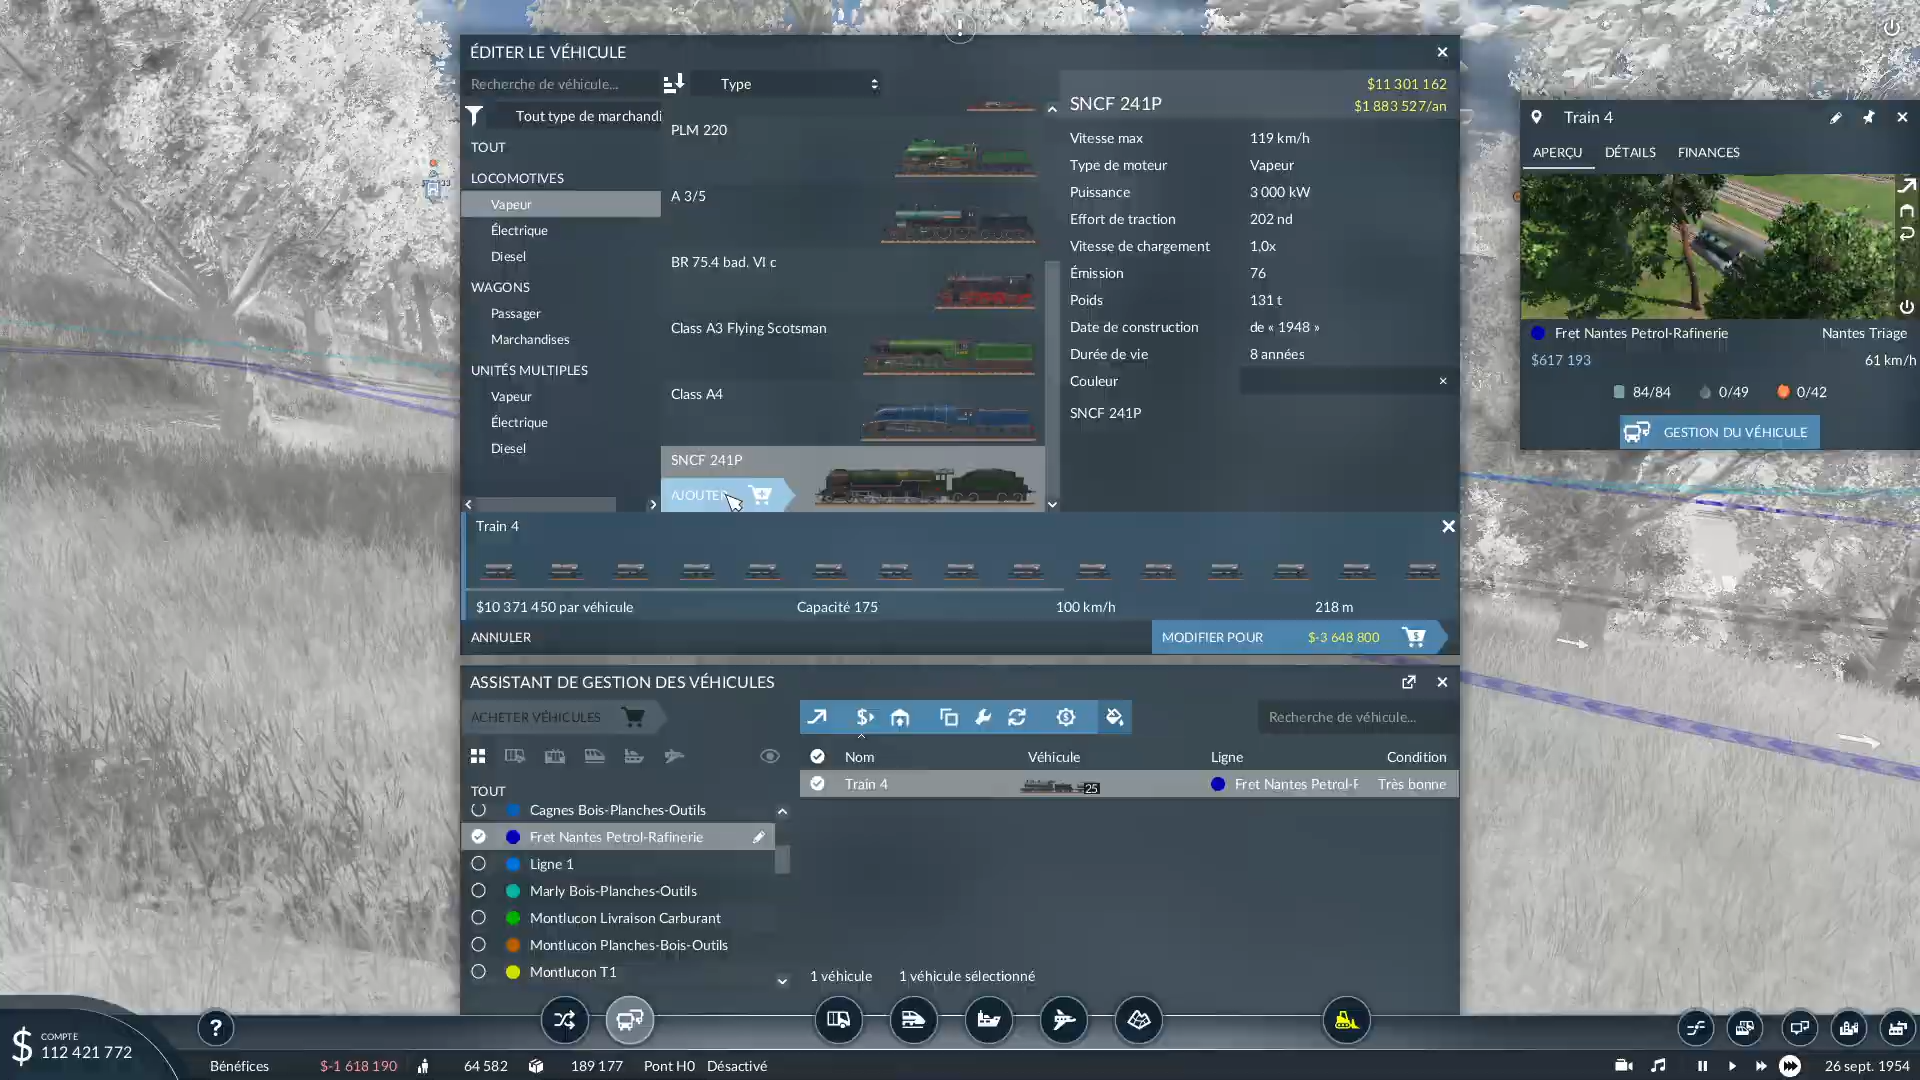 ÉDITER LE VÉHICULE
Recherche de véhicule...
Type
Tout type de marchandi
TOUT
LOCOMOTIVES
Vapeur
Électrique
Diesel
WAGONS
Passager
Marchandises
UNITÉS MULTIPLES
Vapeur
Électrique
Diesel
PLM 220
A 3/5
BR 75.4 bad. VI c
Class A3 Flying Scotsman
Class A4
SNCF 241P
AJOUTER
SNCF 241P
$11 301 162
$1 883 527/an
Vitesse max 119 km/h
Type de moteur Vapeur
Puissance 3 000 kW
Effort de traction 202 nd
Vitesse de chargement 1,0x
Émission 76
Poids 131 t
Date de construction de « 1948 »
Durée de vie 8 années
Couleur
SNCF 241P
Train 4
$10 371 450 par véhicule Capacité 175 100 km/h 218 m
ANNULER
MODIFIER POUR $-3 648 800
Train 4
APERÇU DÉTAILS FINANCES
Fret Nantes Petrol-Rafinerie Nantes Triage
$617 193 61 km/h
84/84 0/49 0/42
GESTION DU VÉHICULE
ASSISTANT DE GESTION DES VÉHICULES
ACHETER VÉHICULES
Recherche de véhicule...
TOUT
Cagnes Bois-Planches-Outils
Fret Nantes Petrol-Rafinerie
Ligne 1
Marly Bois-Planches-Outils
Montlucon Livraison Carburant
Montlucon Planches-Bois-Outils
Montlucon T1
Nom Véhicule Ligne Condition
Train 4 25 Fret Nantes Petrol-F Très bonne
1 véhicule 1 véhicule sélectionné
?
$ COMPTE
112 421 772
Bénéfices $-1 618 190 64 582 189 177 Pont H0 Désactivé
26 sept. 1954